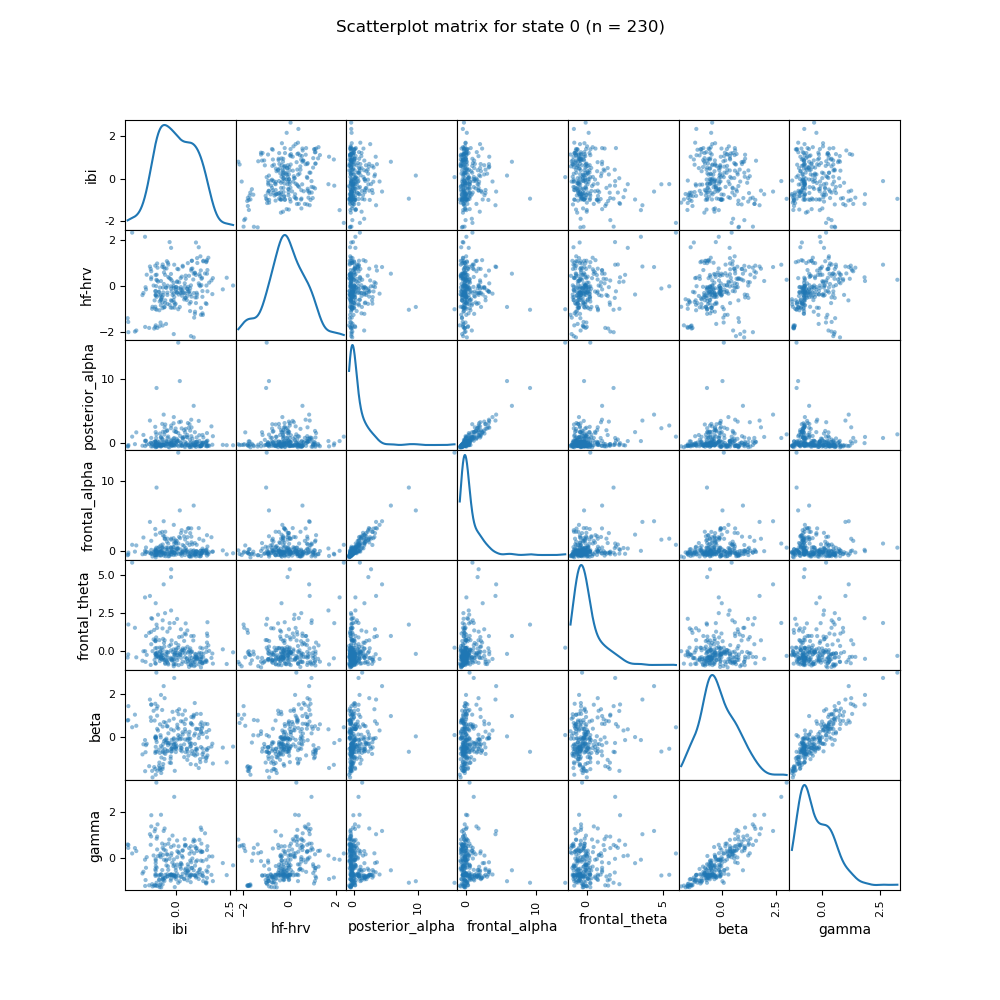 Scatterplot matrix for state 0 (n = 230)
ibi
2
0
−2
hf-hrv
2
0
−2
posterior_alpha
10
0
frontal_alpha
10
0
frontal_theta
5.0
2.5
0.0
beta
2
0
gamma
2
0
0.0 2.5 −2 0 2 0 10 0 10 0 5 0.0 2.5 0.0 2.5
ibi hf-hrv posterior_alpha frontal_alpha frontal_theta beta gamma